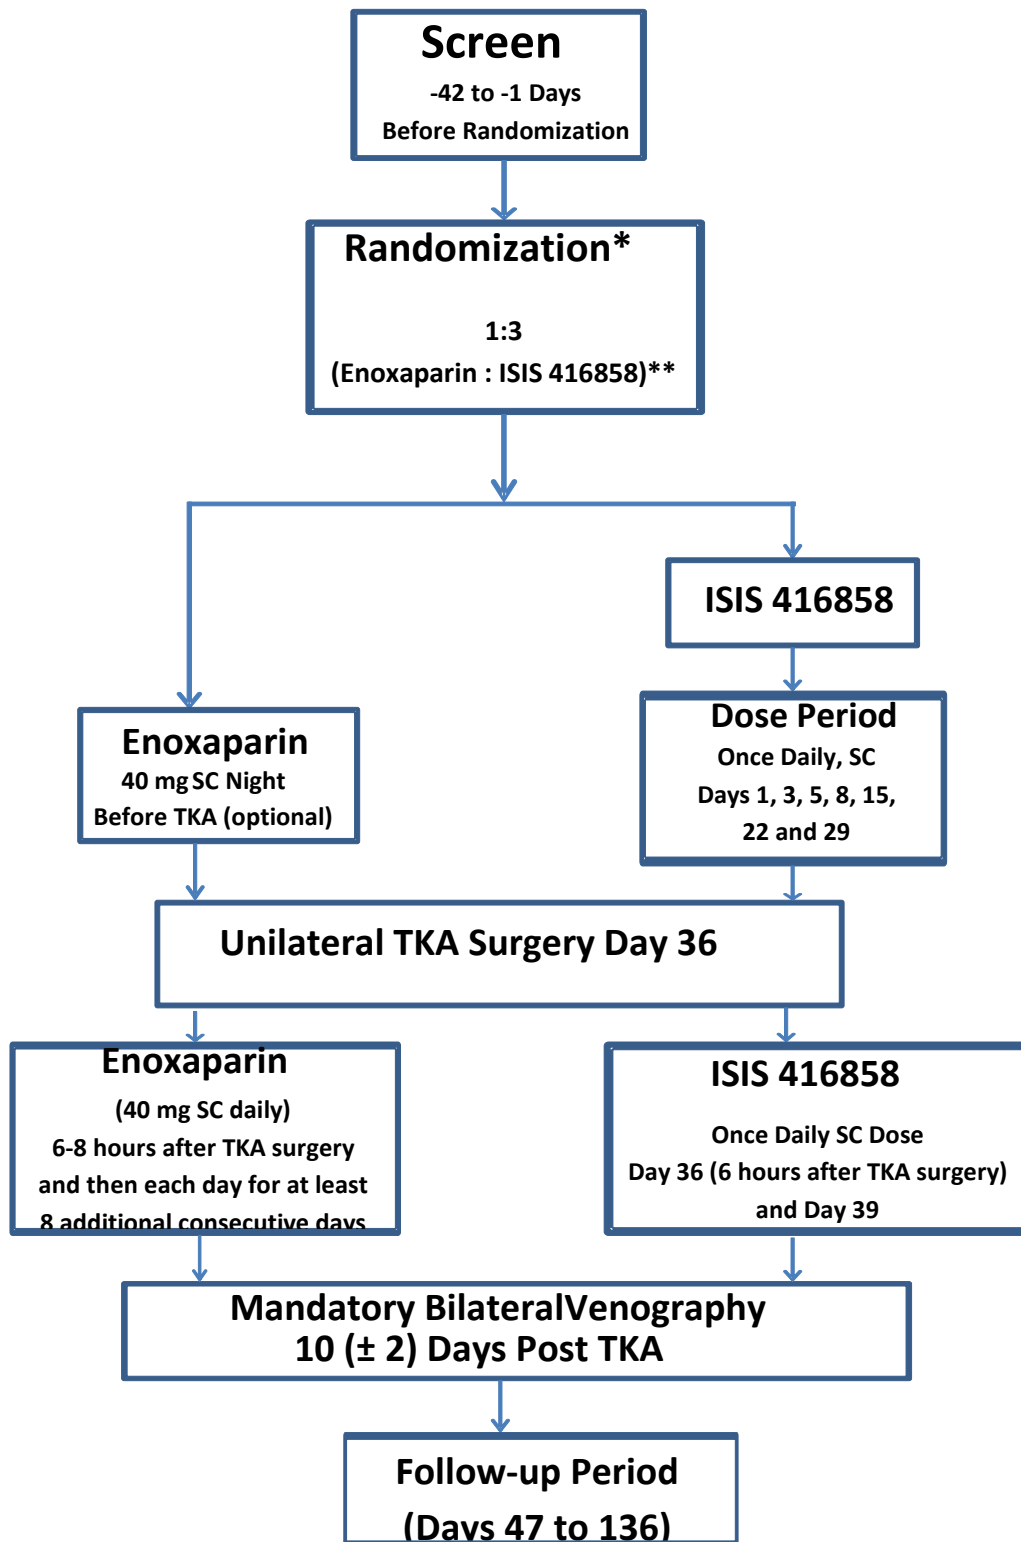 Screen
-42 to -1 Days
Before Randomization
Randomization*
1:3
(Enoxaparin : ISIS 416858)**
ISIS 416858
Enoxaparin
40 mg SC Night
Before TKA (optional)
Dose Period
Once Daily, SC
Days 1, 3, 5, 8, 15,
22 and 29
Unilateral TKA Surgery Day 36
Enoxaparin
(40 mg SC daily)
6-8 hours after TKA surgery
and then each day for at least
8 additional consecutive days
ISIS 416858
Once Daily SC Dose
Day 36 (6 hours after TKA surgery)
and Day 39
Mandatory BilateralVenography
10 (± 2) Days Post TKA
Follow-up Period
(Days 47 to 136)